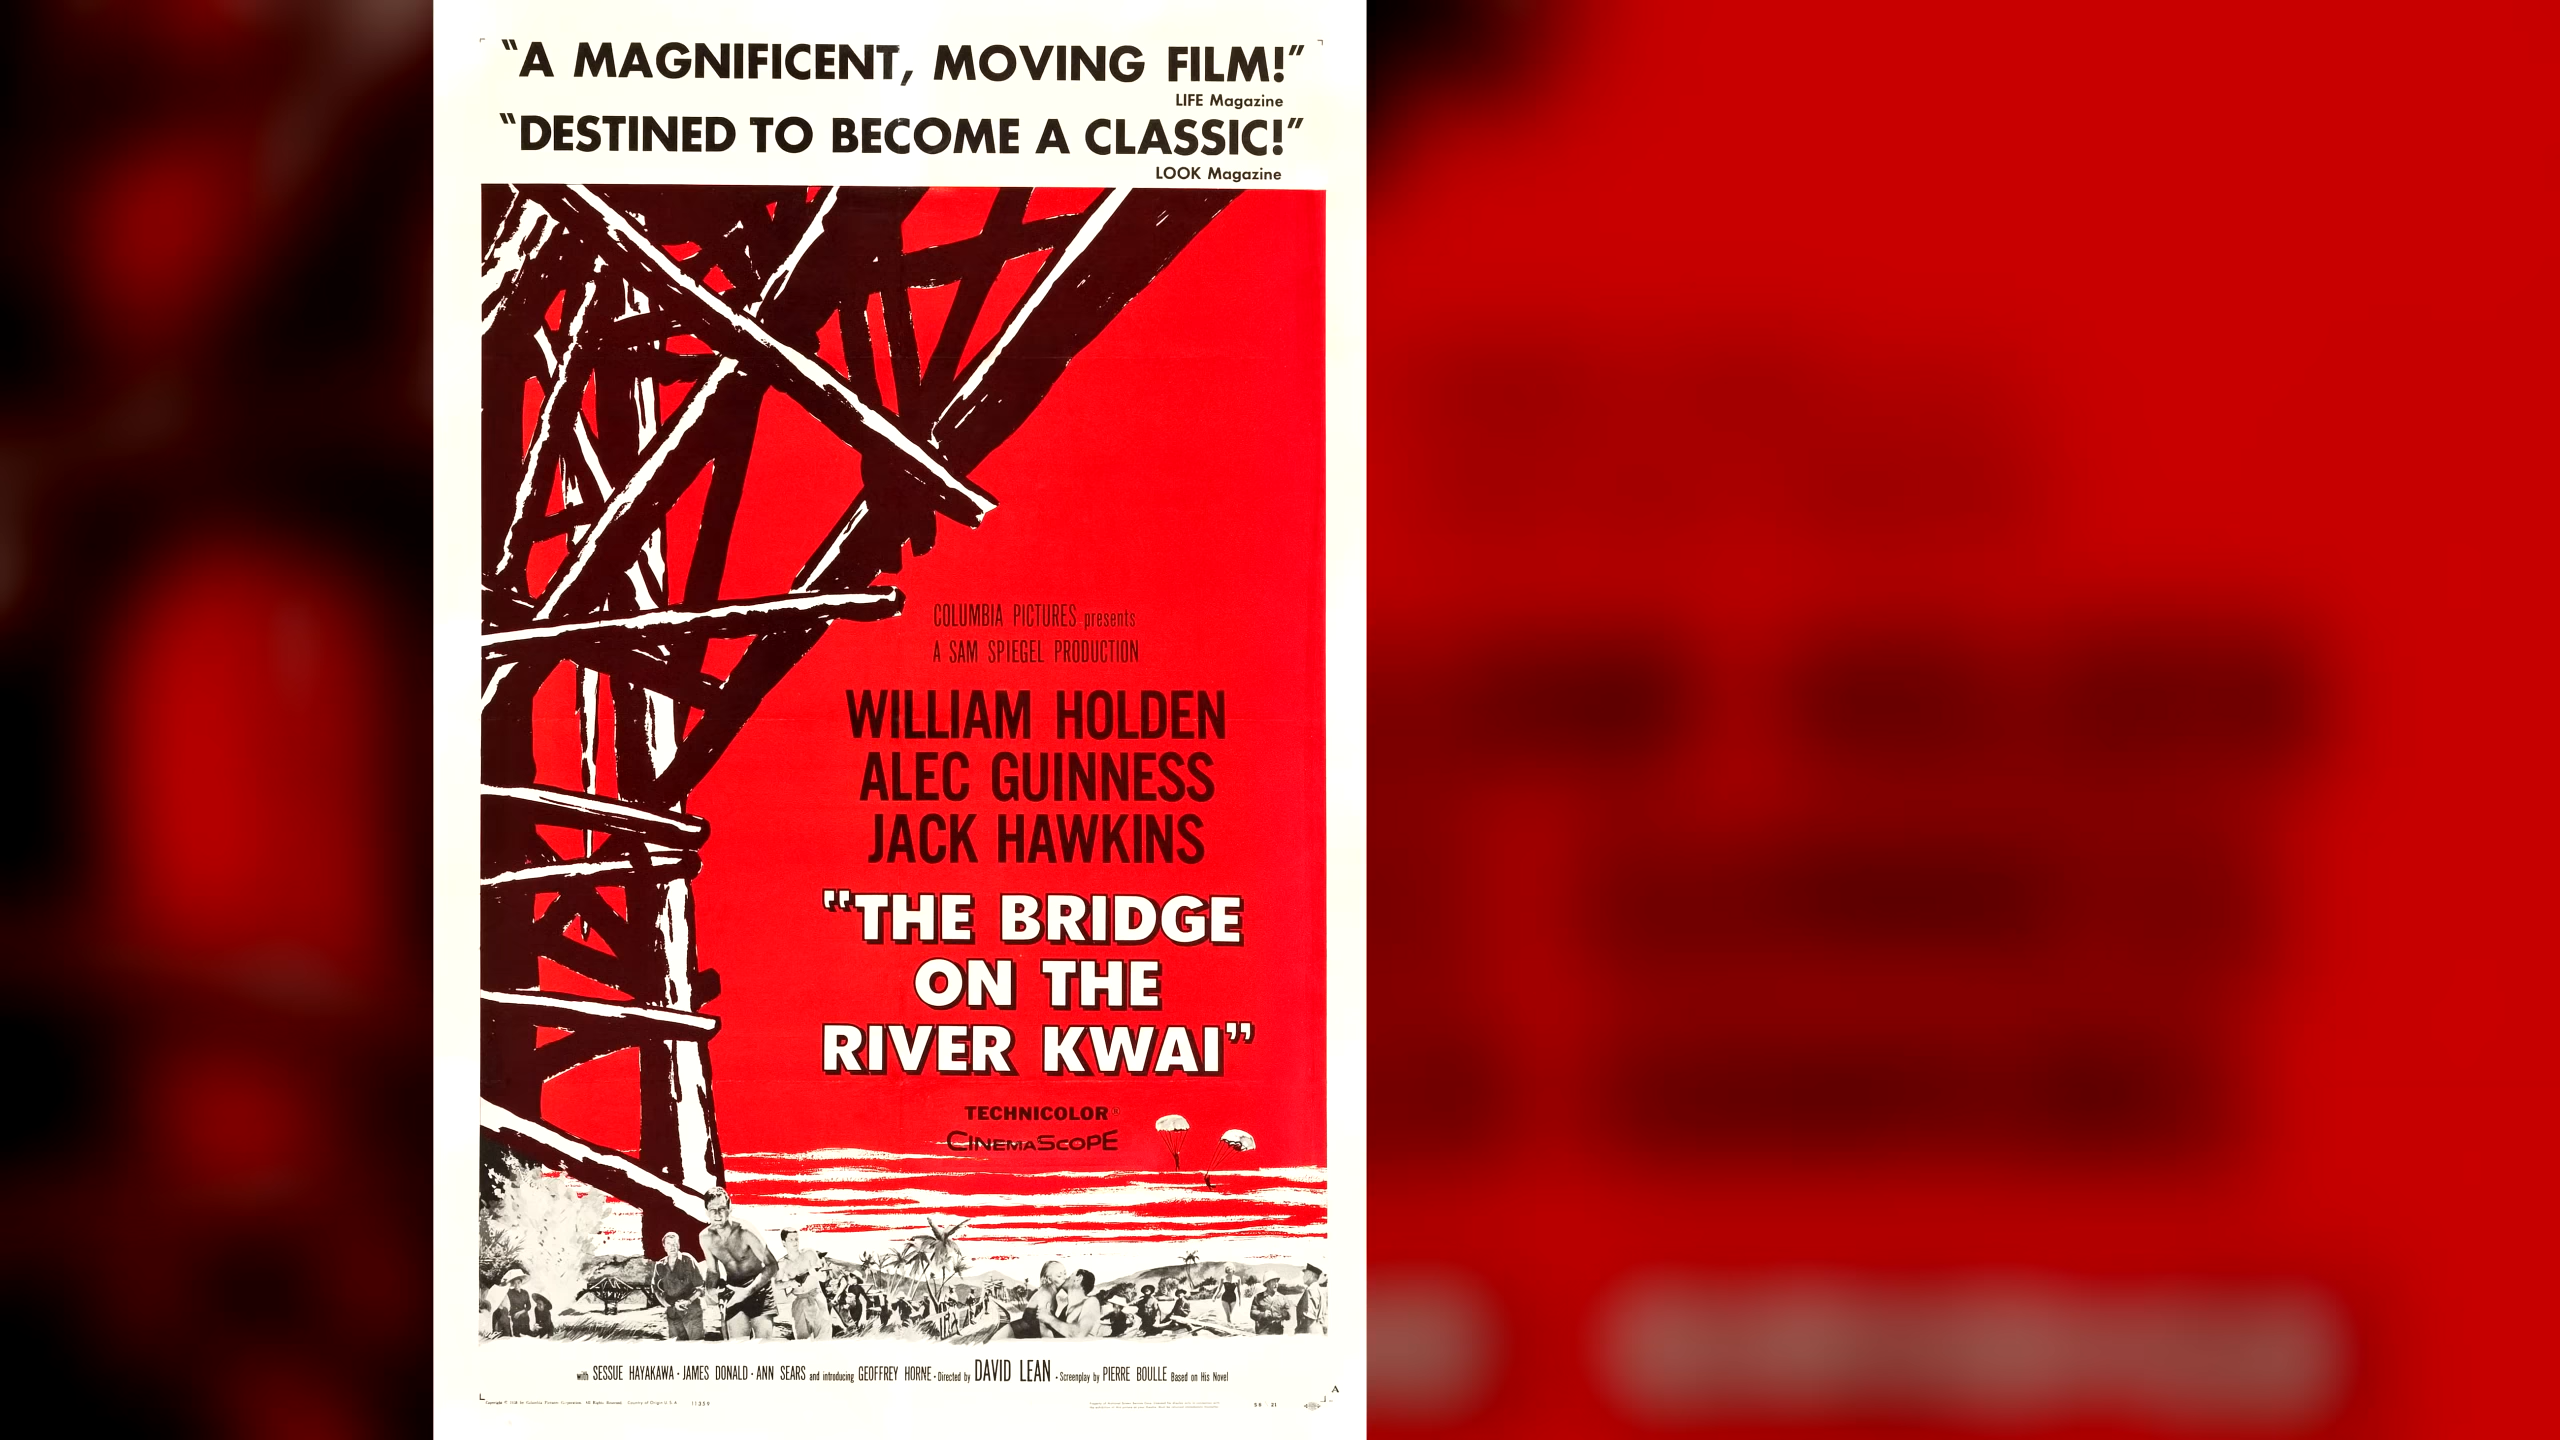 "A MAGNIFICENT, MOVING FILM!"
LIFE Magazine
"DESTINED TO BECOME A CLASSIC!"
LOOK Magazine
COLUMBIA PICTURES presents
A SAM SPIEGEL PRODUCTION
WILLIAM HOLDEN
ALEC GUINNESS
JACK HAWKINS
"THE BRIDGE
ON THE
RIVER KWAI"
TECHNICOLOR®
CINEMASCOPE
with SESSUE HAYAKAWA · JAMES DONALD · ANN SEARS and introducing GEOFFREY HORNE · Directed by DAVID LEAN · Screenplay by PIERRE BOULLE Based on His Novel
A